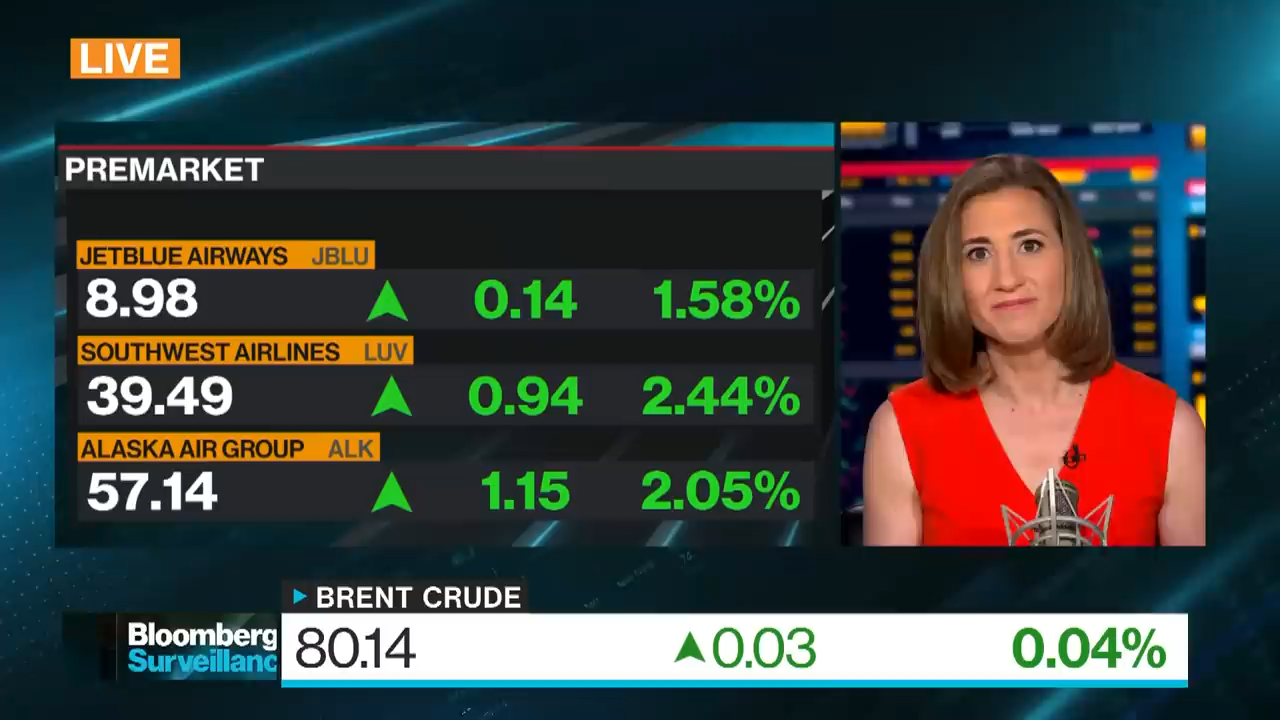 LIVE
PREMARKET
JETBLUE AIRWAYS JBLU
8.98 ▲ 0.14 1.58%
SOUTHWEST AIRLINES LUV
39.49 ▲ 0.94 2.44%
ALASKA AIR GROUP ALK
57.14 ▲ 1.15 2.05%
BRENT CRUDE
Bloomberg
Surveillanc
80.14 ▲0.03 0.04%